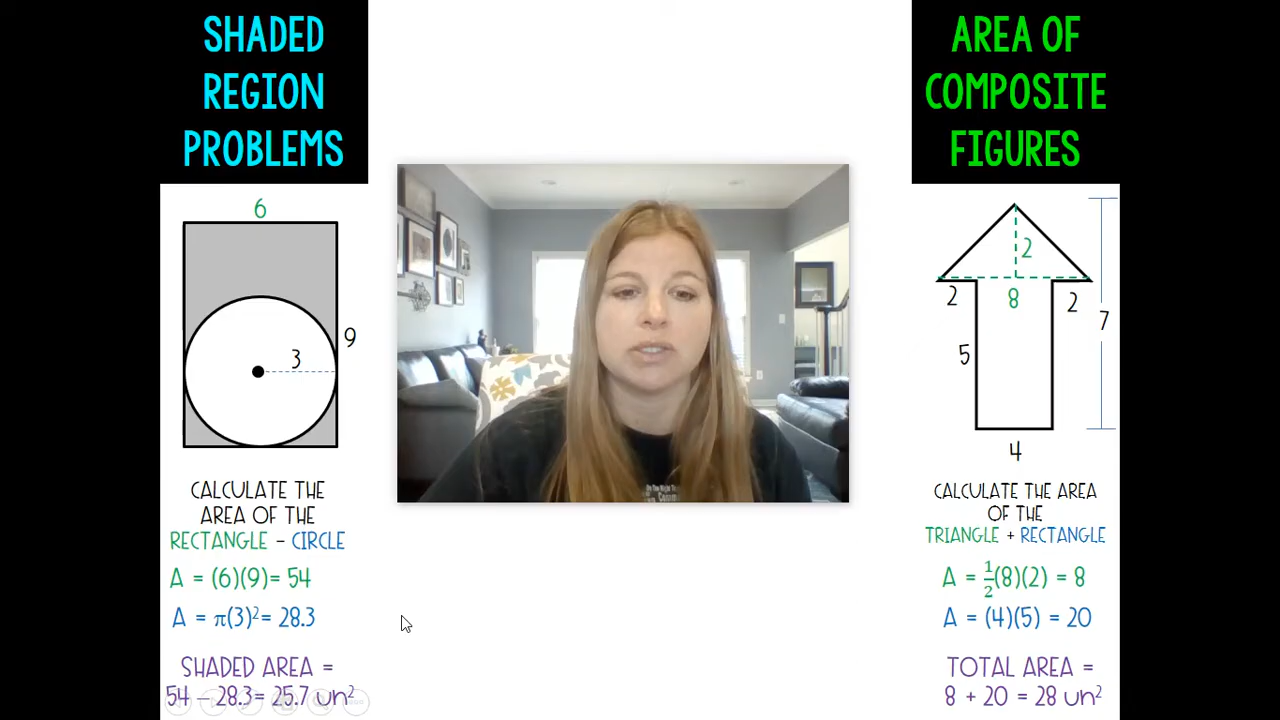 SHADED
REGION
PROBLEMS
6
3
9
CALCULATE THE
AREA OF THE
RECTANGLE - CIRCLE
A = (6)(9)= 54
A = π(3)²= 28.3
SHADED AREA =
54 – 28.3= 25.7 un²
AREA OF
COMPOSITE
FIGURES
2
2
8
2
7
5
4
CALCULATE THE AREA
OF THE
TRIANGLE + RECTANGLE
A = ½(8)(2) = 8
A = (4)(5) = 20
TOTAL AREA =
8 + 20 = 28 un²